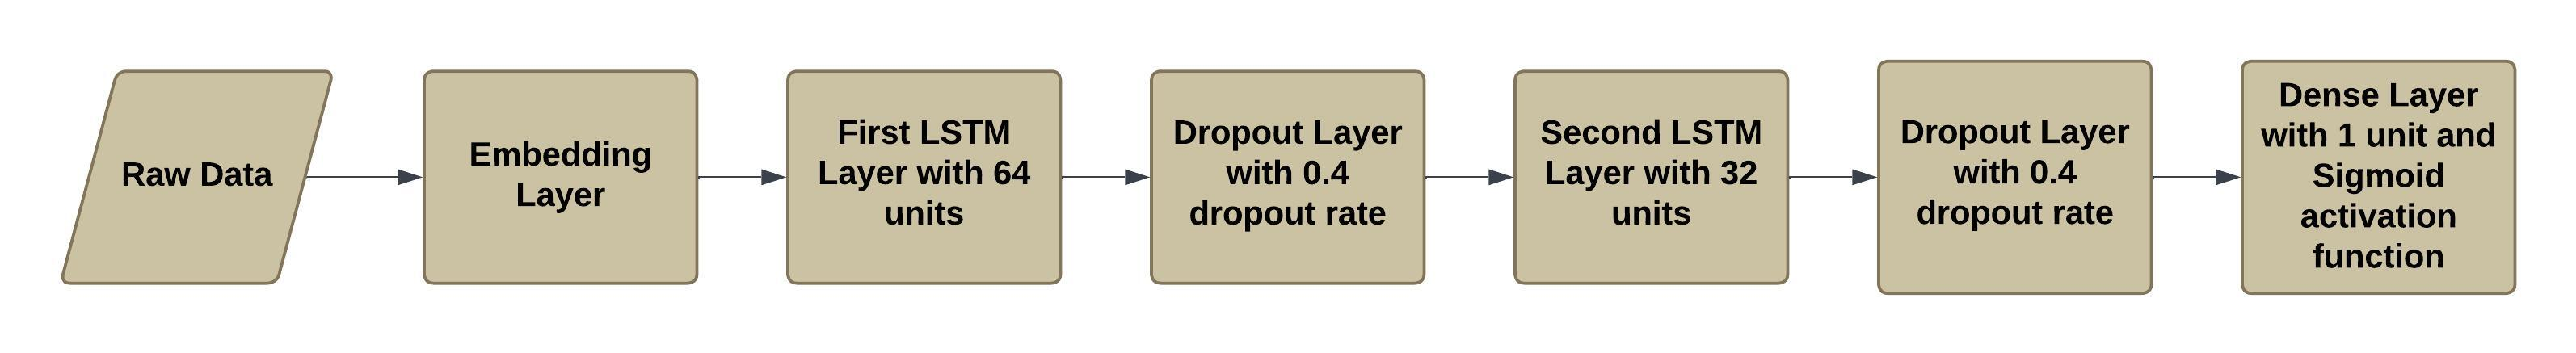 Raw Data
Embedding
Layer
First LSTM
Layer with 64
units
Dropout Layer
with 0.4
dropout rate
Second LSTM
Layer with 32
units
Dropout Layer
with 0.4
dropout rate
Dense Layer
with 1 unit and
Sigmoid
activation
function